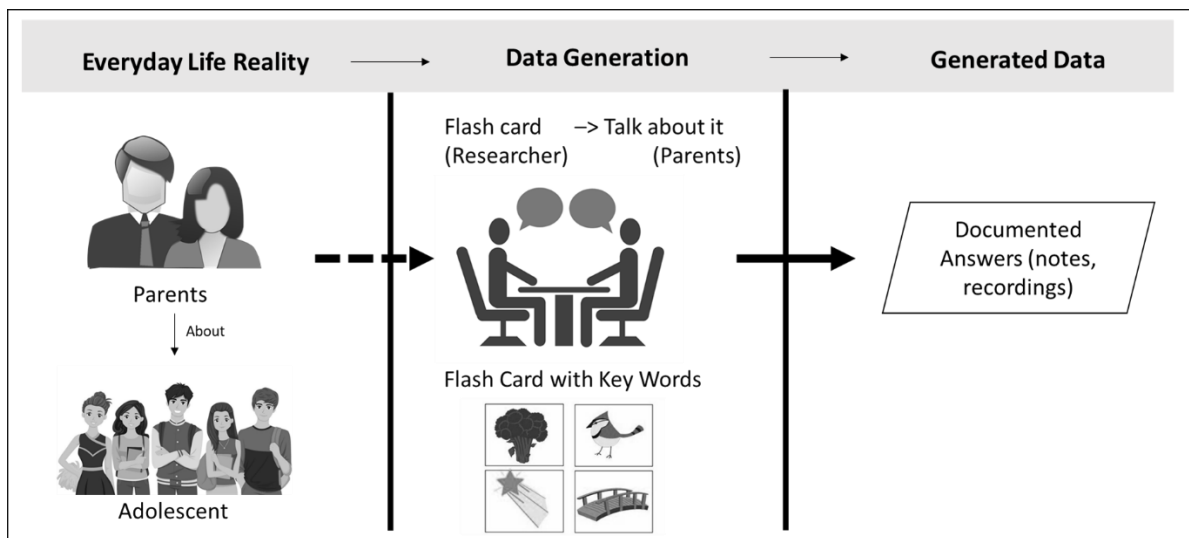 Everyday Life Reality
Data Generation
Generated Data
Parents
About
Adolescent
Flash card –> Talk about it
(Researcher) (Parents)
Flash Card with Key Words
Documented
Answers (notes,
recordings)